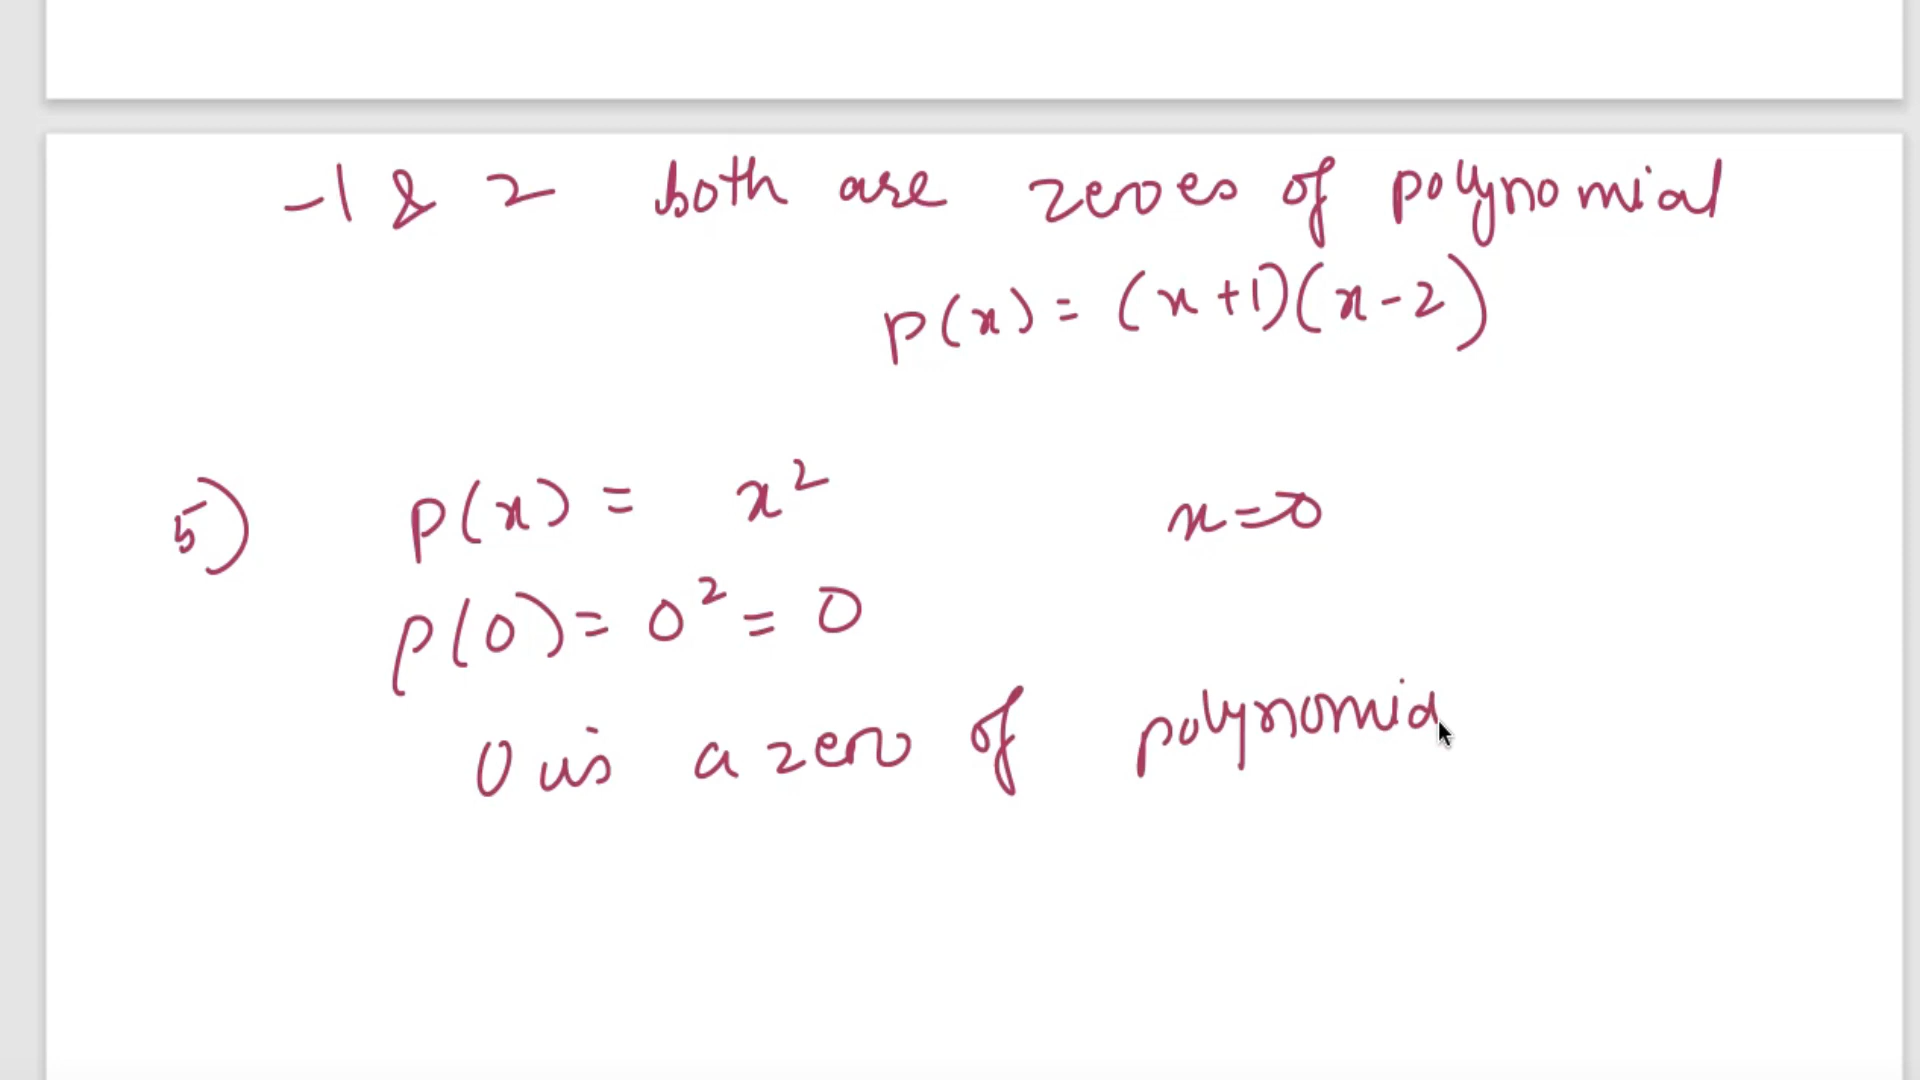 -1 & 2 both are zeroes of polynomial
p(x) = (x+1)(x-2)
5) p(x) = x² x=0
p(0) = 0² = 0
0 is a zero of polynomia